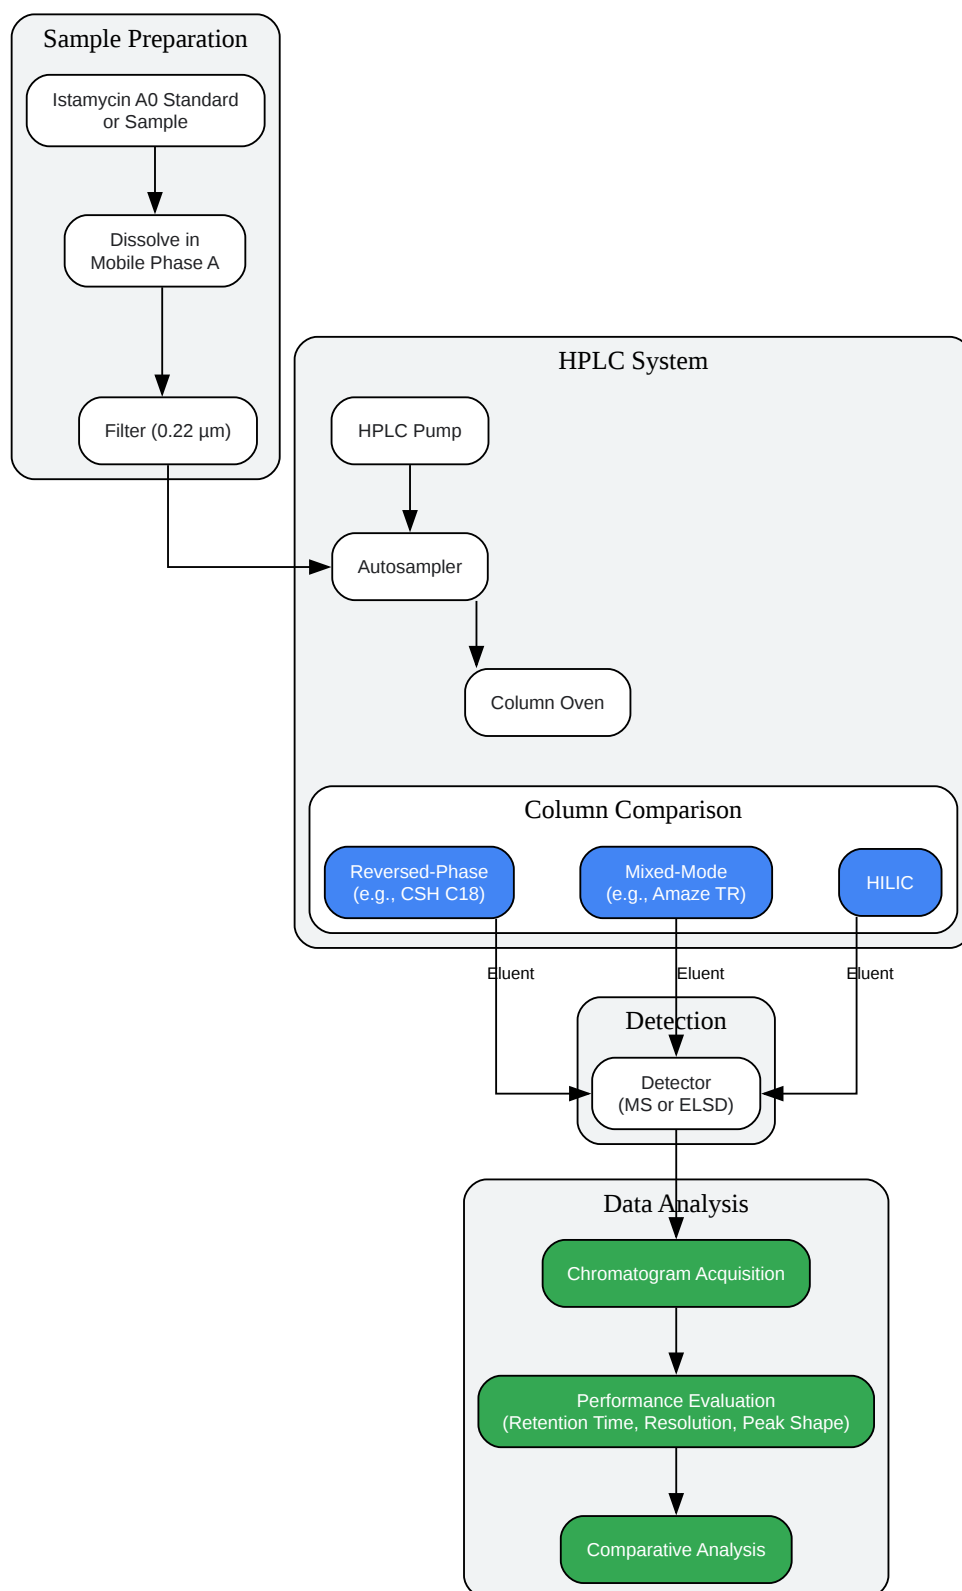 Sample Preparation
Istamycin A0 Standard
or Sample
Dissolve in
Mobile Phase A
Filter (0.22 µm)
HPLC System
HPLC Pump
Autosampler
Column Oven
Column Comparison
Reversed-Phase
(e.g., CSH C18)
Mixed-Mode
(e.g., Amaze TR)
HILIC
Eluent
Eluent
Eluent
Detection
Detector
(MS or ELSD)
Data Analysis
Chromatogram Acquisition
Performance Evaluation
(Retention Time, Resolution, Peak Shape)
Comparative Analysis